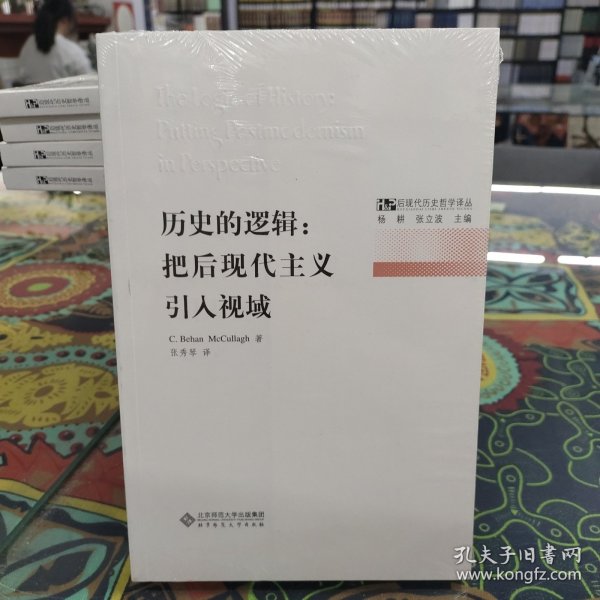 The Logic of History:
Putting Postmodernism
in Perspective
后现代历史哲学译丛
杨 耕 张立波 主编
历史的逻辑:
把后现代主义
引入视域
C. Behan McCullagh 著
张秀琴 译
北京师范大学出版集团
北京师范大学出版社
孔夫子旧书网
www.kongfz.com